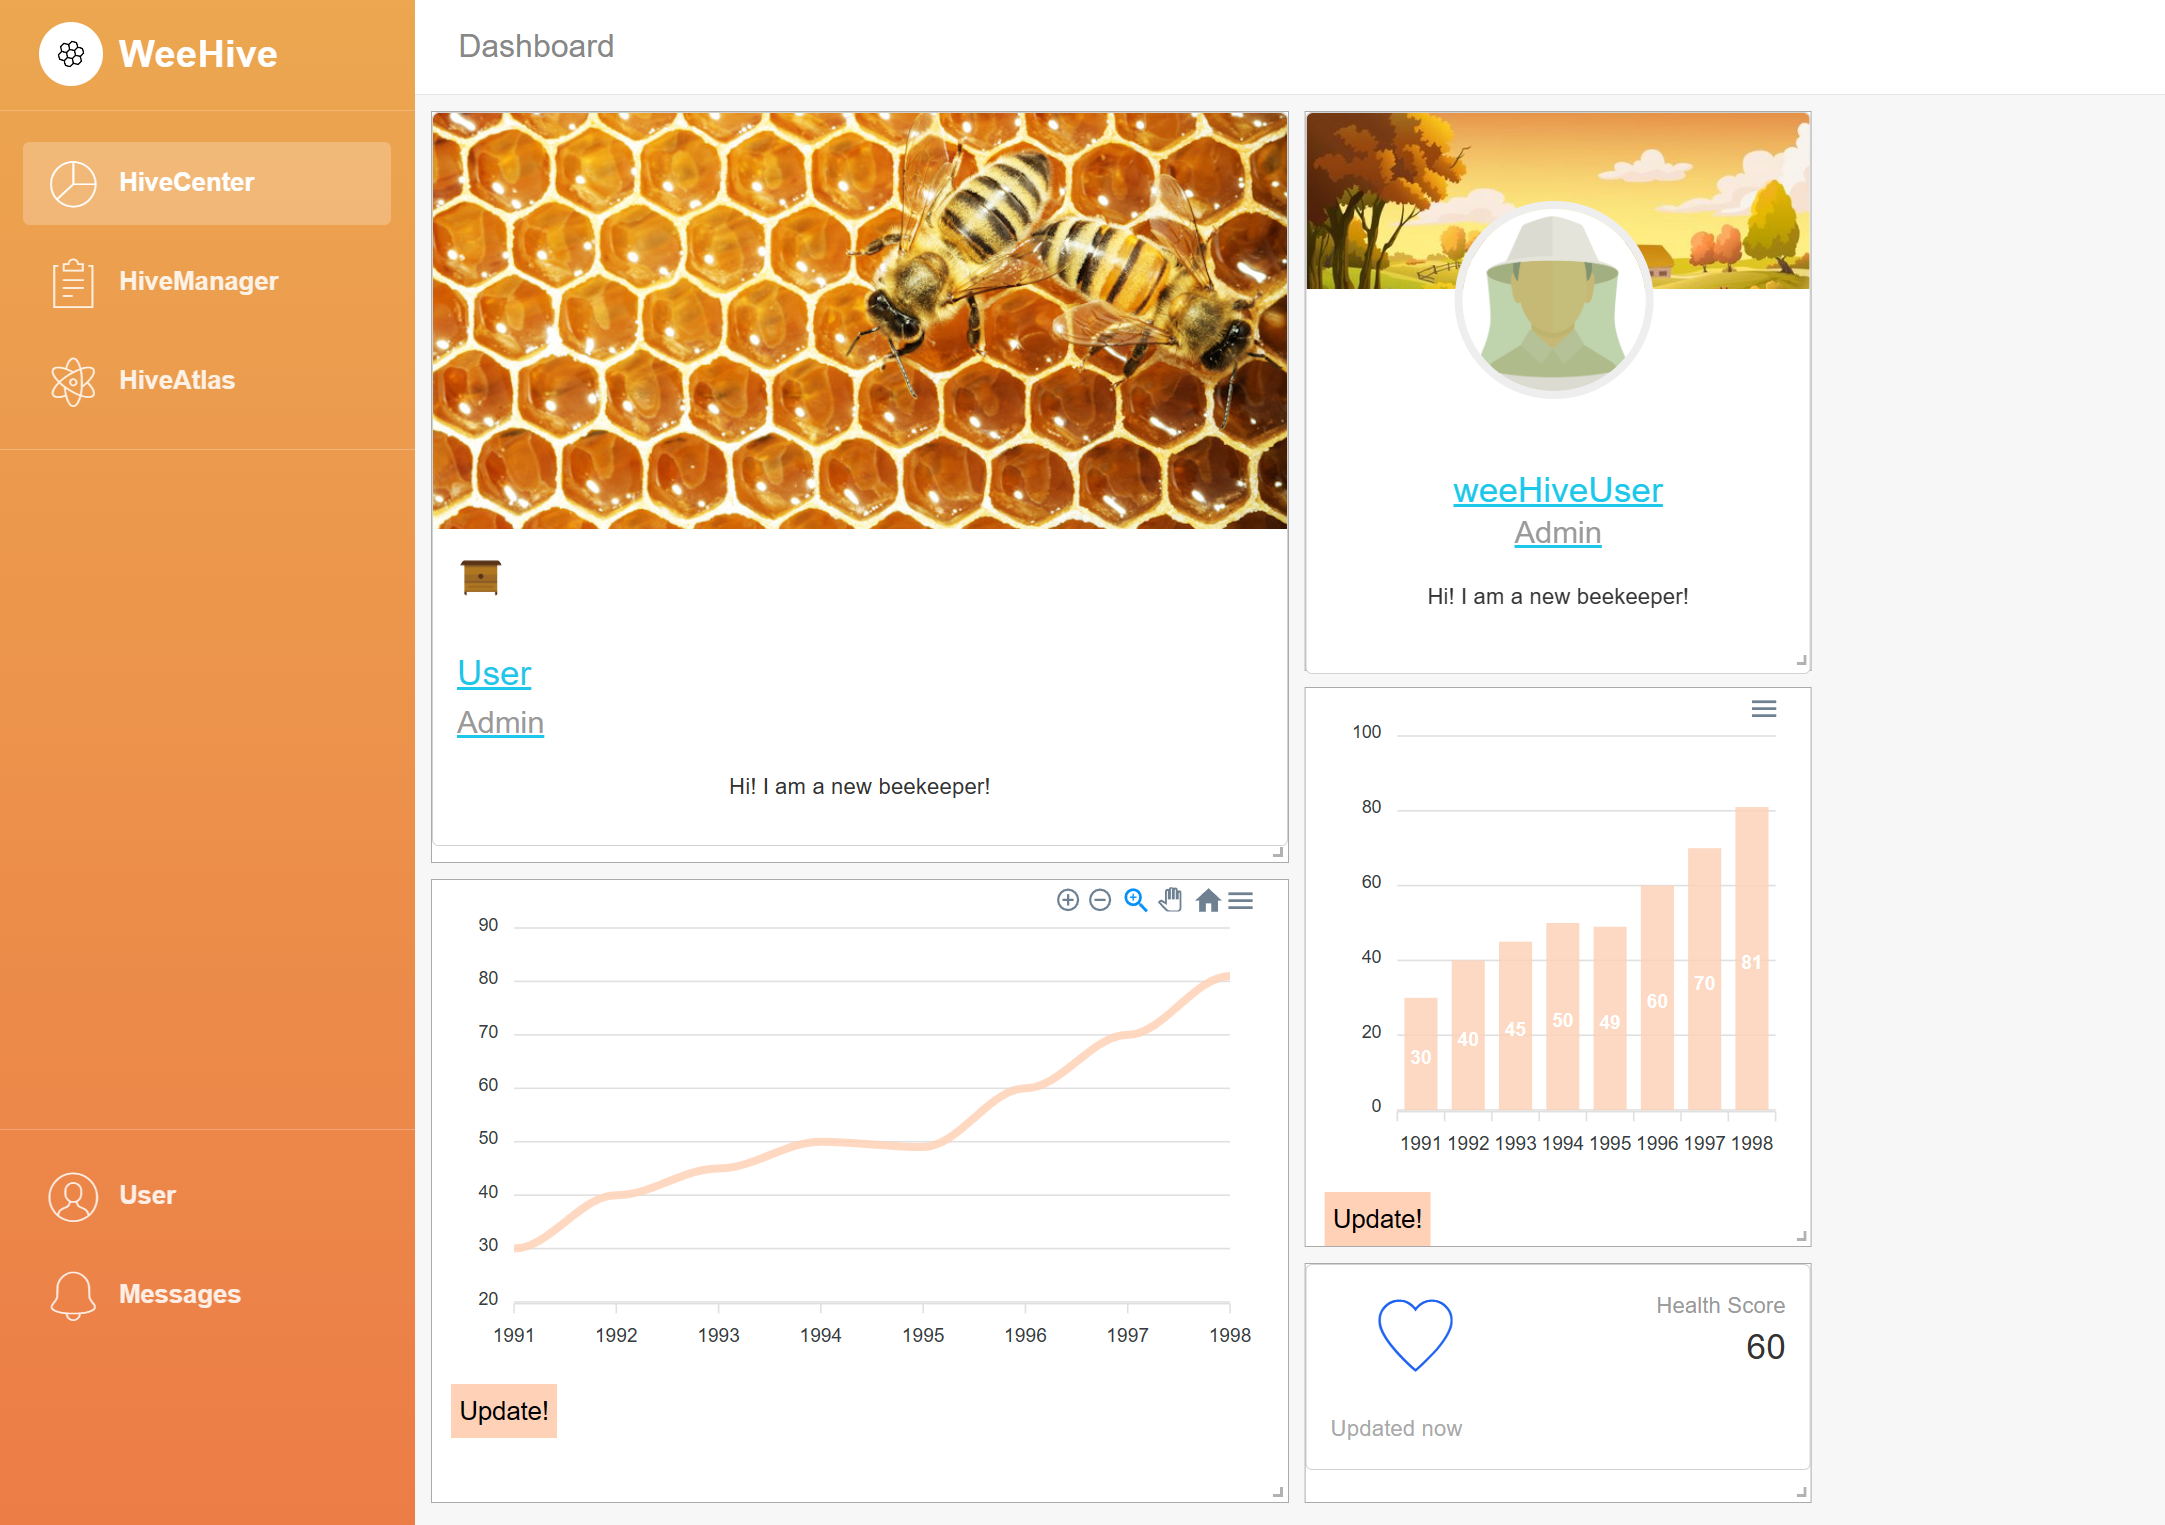 WeeHive
HiveCenter
HiveManager
HiveAtlas
User
Messages
Dashboard
User
Admin
Hi! I am a new beekeeper!
90
80
70
60
50
40
30
20
1991 1992 1993 1994 1995 1996 1997 1998
Update!
weeHiveUser
Admin
Hi! I am a new beekeeper!
100
80
60
40
20
0
30 40 45 50 49 60 70 81
1991 1992 1993 1994 1995 1996 1997 1998
Update!
Health Score
60
Updated now